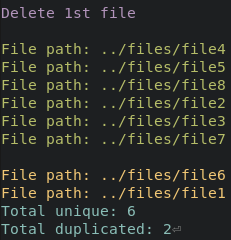 Delete 1st file

File path: ../files/file4
File path: ../files/file5
File path: ../files/file8
File path: ../files/file2
File path: ../files/file3
File path: ../files/file7

File path: ../files/file6
File path: ../files/file1
Total unique: 6
Total duplicated: 2⏎